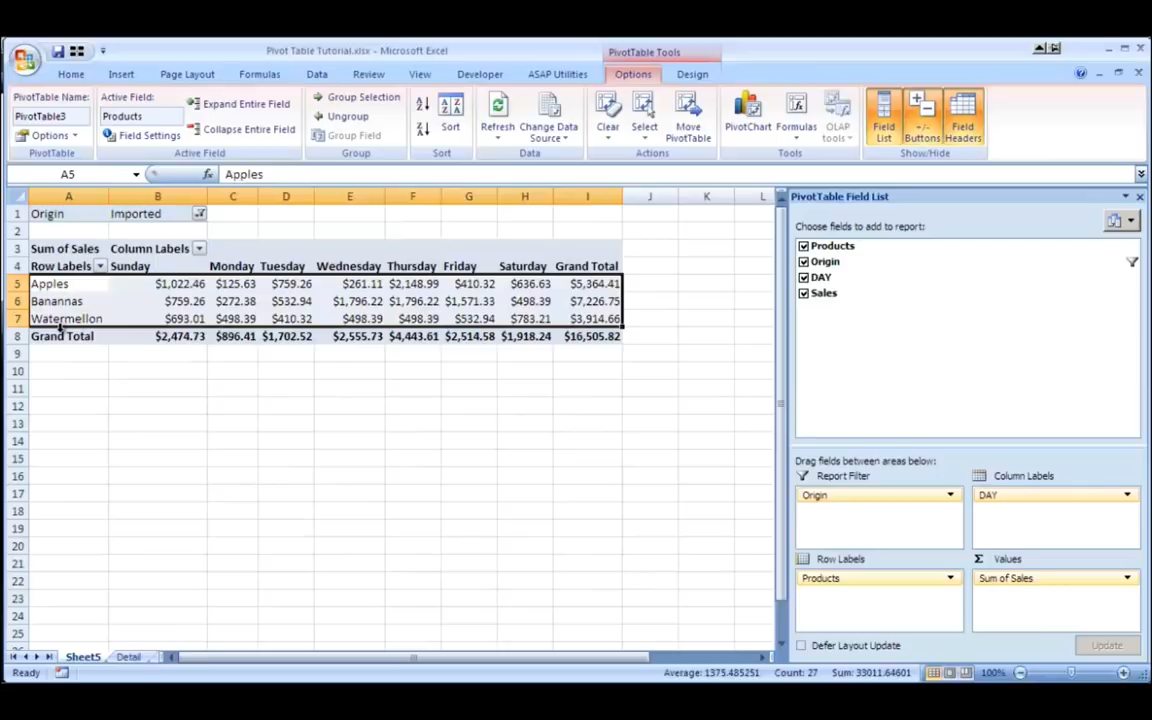 Pivot Table Tutorial.xlsx - Microsoft Excel
PivotTable Tools
Home Insert Page Layout Formulas Data Review View Developer ASAP Utilities Options Design
PivotTable Name:
PivotTable3
Options
PivotTable
Active Field:
Products
Field Settings
Expand Entire Field
Collapse Entire Field
Active Field
Group Selection
Ungroup
Group Field
Group
Sort
Sort
Refresh
Change Data Source
Data
Clear
Select
Move PivotTable
Actions
PivotChart
Formulas
OLAP tools
Tools
Field List
+/- Buttons
Field Headers
Show/Hide
A5 fx Apples
A B C D E F G H I J K L
1 Origin Imported
2
3 Sum of Sales Column Labels
4 Row Labels Sunday Monday Tuesday Wednesday Thursday Friday Saturday Grand Total
5 Apples $1,022.46 $125.63 $759.26 $261.11 $2,148.99 $410.32 $636.63 $5,364.41
6 Banannas $759.26 $272.38 $532.94 $1,796.22 $1,796.22 $1,571.33 $498.39 $7,226.75
7 Watermellon $693.01 $498.39 $410.32 $498.39 $498.39 $532.94 $783.21 $3,914.66
8 Grand Total $2,474.73 $896.41 $1,702.52 $2,555.73 $4,443.61 $2,514.58 $1,918.24 $16,505.82
9
10
11
12
13
14
15
16
17
18
19
20
21
22
23
24
25
PivotTable Field List
Choose fields to add to report:
Products
Origin
DAY
Sales
Drag fields between areas below:
Report Filter
Column Labels
Origin
DAY
Row Labels
Σ Values
Products
Sum of Sales
Defer Layout Update
Update
Sheet5 Detail
Ready
Average: 1375.485251 Count: 27 Sum: 33011.64601 100%